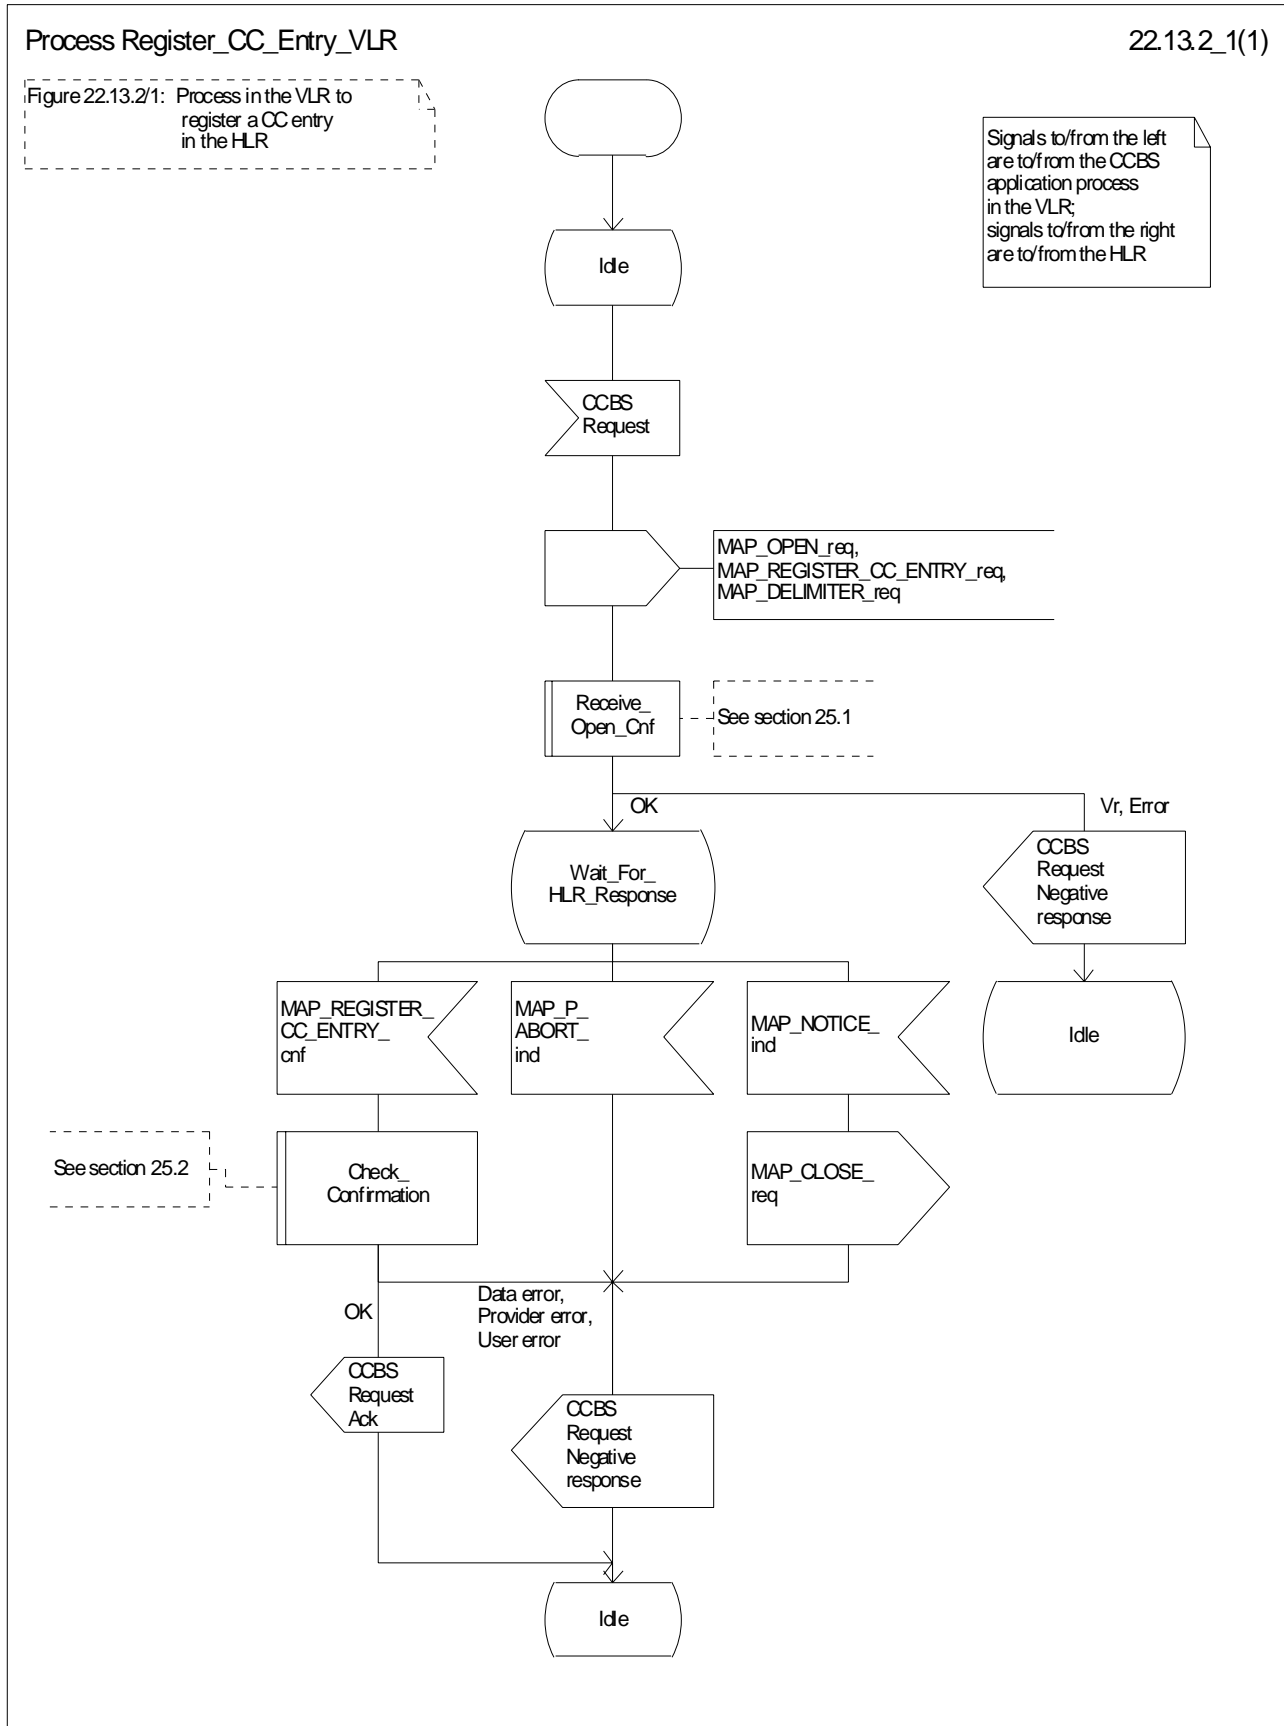 Process Register_CC_Entry_VLR
22.13.2_1(1)
Figure 22.13.2/1: Process in the VLR to
register a CC entry
in the HLR
Signals to/from the left
are to/from the CCBS
application process
in the VLR;
signals to/from the right
are to/from the HLR
Idle
CCBS
Request
MAP_OPEN_req,
MAP_REGISTER_CC_ENTRY_req,
MAP_DELIMITER_req
Receive_
Open_Cnf
See section 25.1
OK
Vr, Error
CCBS
Request
Negative
response
Wait_For_
HLR_Response
MAP_REGISTER_
CC_ENTRY_
cnf
MAP_P_
ABORT_
ind
MAP_NOTICE_
ind
Idle
See section 25.2
Check_
Confirmation
MAP_CLOSE_
req
Data error,
Provider error,
User error
OK
CCBS
Request
Ack
CCBS
Request
Negative
response
Idle